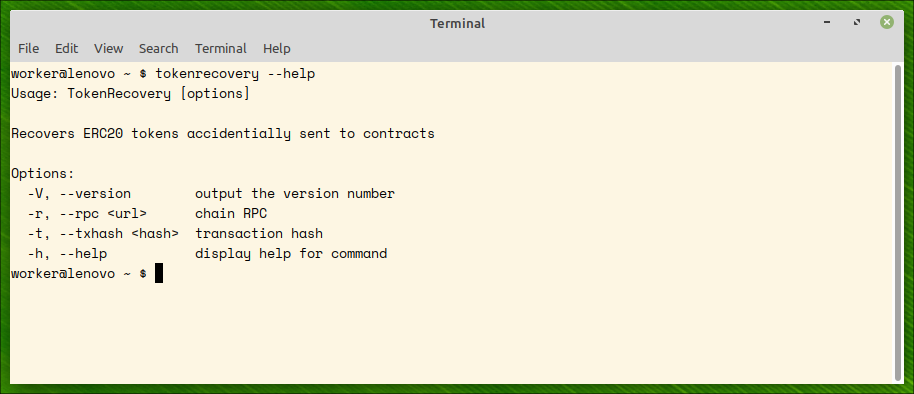 Terminal
File Edit View Search Terminal Help
worker@lenovo ~ $ tokenrecovery --help
Usage: TokenRecovery [options]
Recovers ERC20 tokens accidentially sent to contracts
Options:
-V, --version output the version number
-r, --rpc <url> chain RPC
-t, --txhash <hash> transaction hash
-h, --help display help for command
worker@lenovo ~ $